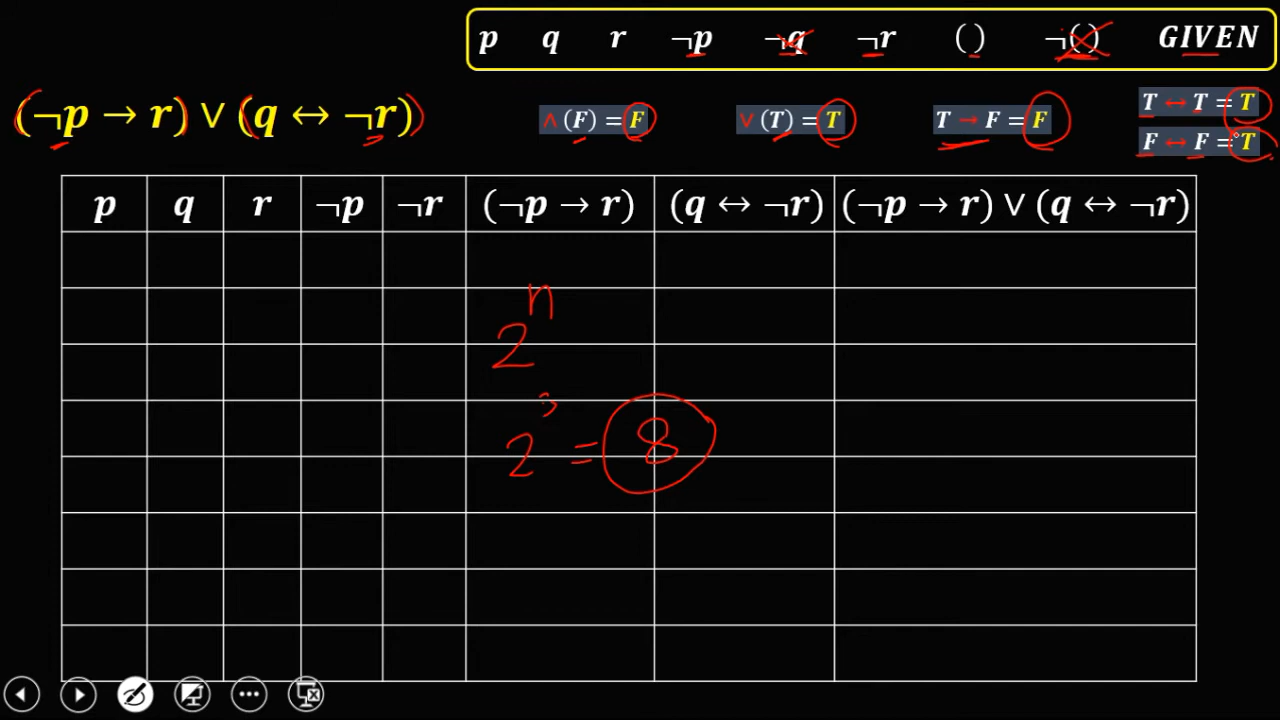 p q r ¬p ¬q ¬r ( ) ¬( ) GIVEN
(¬p → r) ∨ (q ↔ ¬r)
∧ (F) = F
∨ (T) = T
T → F = F
T ↔ T = T
F ↔ F = T
p q r ¬p ¬r (¬p → r) (q ↔ ¬r) (¬p → r) ∨ (q ↔ ¬r)
2ⁿ
2³ = 8